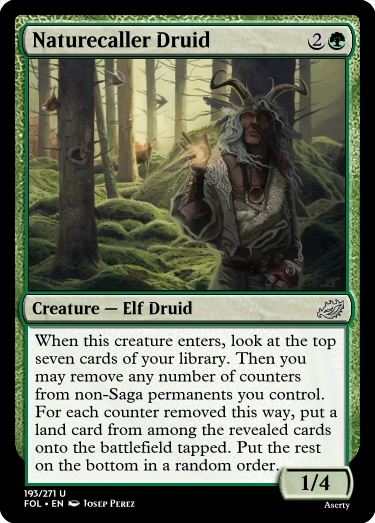 Naturecaller Druid 2
Creature — Elf Druid
When this creature enters, look at the top
seven cards of your library. Then you
may remove any number of counters
from non-Saga permanents you control.
For each counter removed this way, put a
land card from among the revealed cards
onto the battlefield tapped. Put the rest
on the bottom in a random order.
1/4
193/271 U
FOL • EN Josep Perez
Aserty